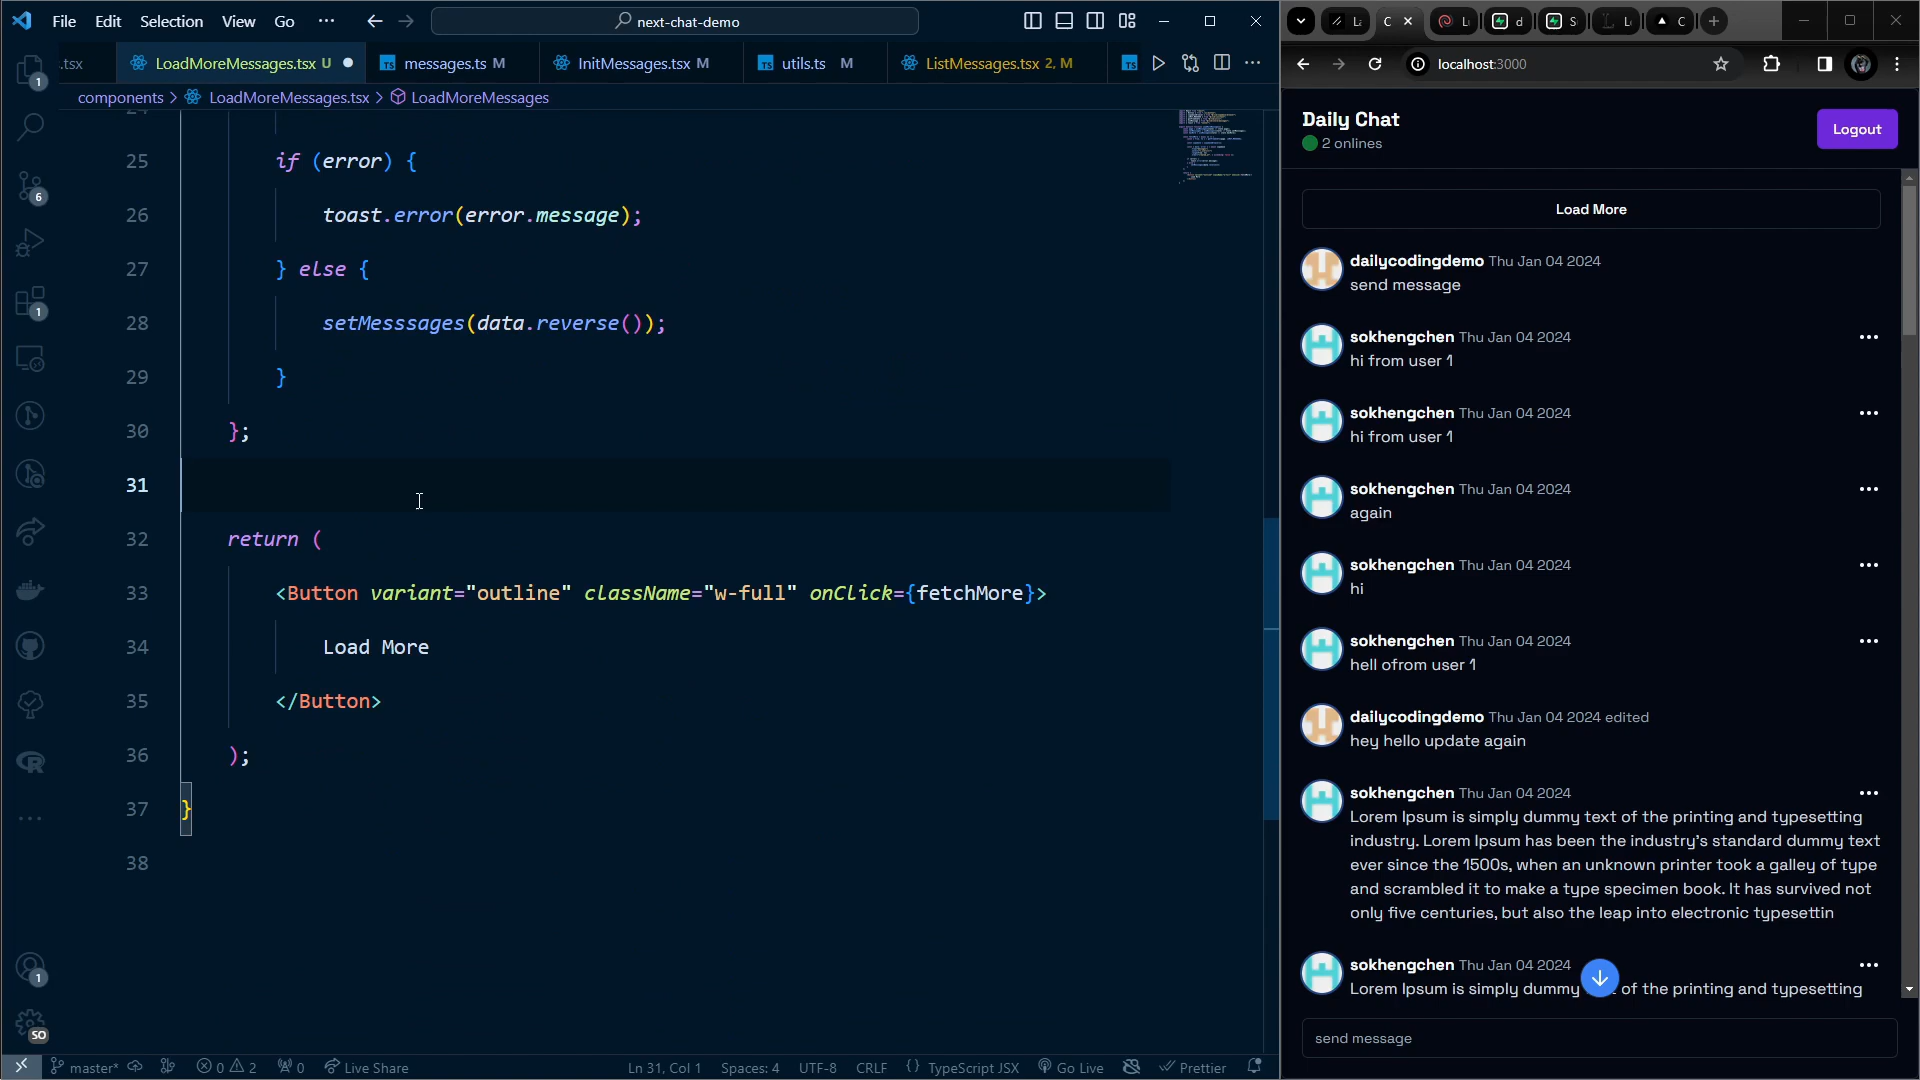 File Edit Selection View Go ··· next-chat-demo
.tsx LoadMoreMessages.tsx U messages.ts M InitMessages.tsx M utils.ts M ListMessages.tsx 2, M
components > LoadMoreMessages.tsx > LoadMoreMessages
25 if (error) {
26 toast.error(error.message);
27 } else {
28 setMesssages(data.reverse());
29 }
30 };
31
32 return (
33 <Button variant="outline" className="w-full" onClick={fetchMore}>
34 Load More
35 </Button>
36 );
37 }
38
1
6
1
1
SO
master* 0 2 0 Live Share Ln 31, Col 1 Spaces: 4 UTF-8 CRLF {} TypeScript JSX Go Live Prettier
localhost:3000
Daily Chat
2 onlines
Logout
Load More
dailycodingdemo Thu Jan 04 2024
send message
sokhengchen Thu Jan 04 2024
hi from user 1
sokhengchen Thu Jan 04 2024
hi from user 1
sokhengchen Thu Jan 04 2024
again
sokhengchen Thu Jan 04 2024
hi
sokhengchen Thu Jan 04 2024
hell ofrom user 1
dailycodingdemo Thu Jan 04 2024 edited
hey hello update again
sokhengchen Thu Jan 04 2024
Lorem Ipsum is simply dummy text of the printing and typesetting
industry. Lorem Ipsum has been the industry's standard dummy text
ever since the 1500s, when an unknown printer took a galley of type
and scrambled it to make a type specimen book. It has survived not
only five centuries, but also the leap into electronic typesettin
sokhengchen Thu Jan 04 2024
Lorem Ipsum is simply dummy of the printing and typesetting
send message